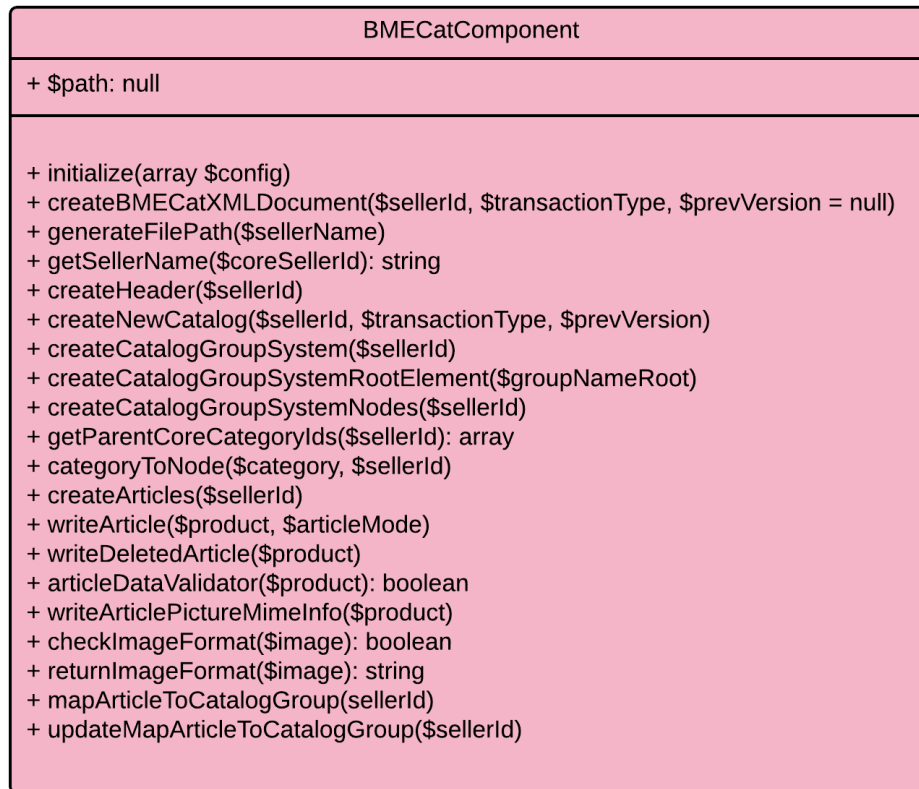 BMECatComponent
+ $path: null
+ initialize(array $config)
+ createBMECatXMLDocument($sellerId, $transactionType, $prevVersion = null)
+ generateFilePath($sellerName)
+ getSellerName($coreSellerId): string
+ createHeader($sellerId)
+ createNewCatalog($sellerId, $transactionType, $prevVersion)
+ createCatalogGroupSystem($sellerId)
+ createCatalogGroupSystemRootElement($groupNameRoot)
+ createCatalogGroupSystemNodes($sellerId)
+ getParentCoreCategoryIds($sellerId): array
+ categoryToNode($category, $sellerId)
+ createArticles($sellerId)
+ writeArticle($product, $articleMode)
+ writeDeletedArticle($product)
+ articleDataValidator($product): boolean
+ writeArticlePictureMimeInfo($product)
+ checkImageFormat($image): boolean
+ returnImageFormat($image): string
+ mapArticleToCatalogGroup(sellerId)
+ updateMapArticleToCatalogGroup($sellerId)